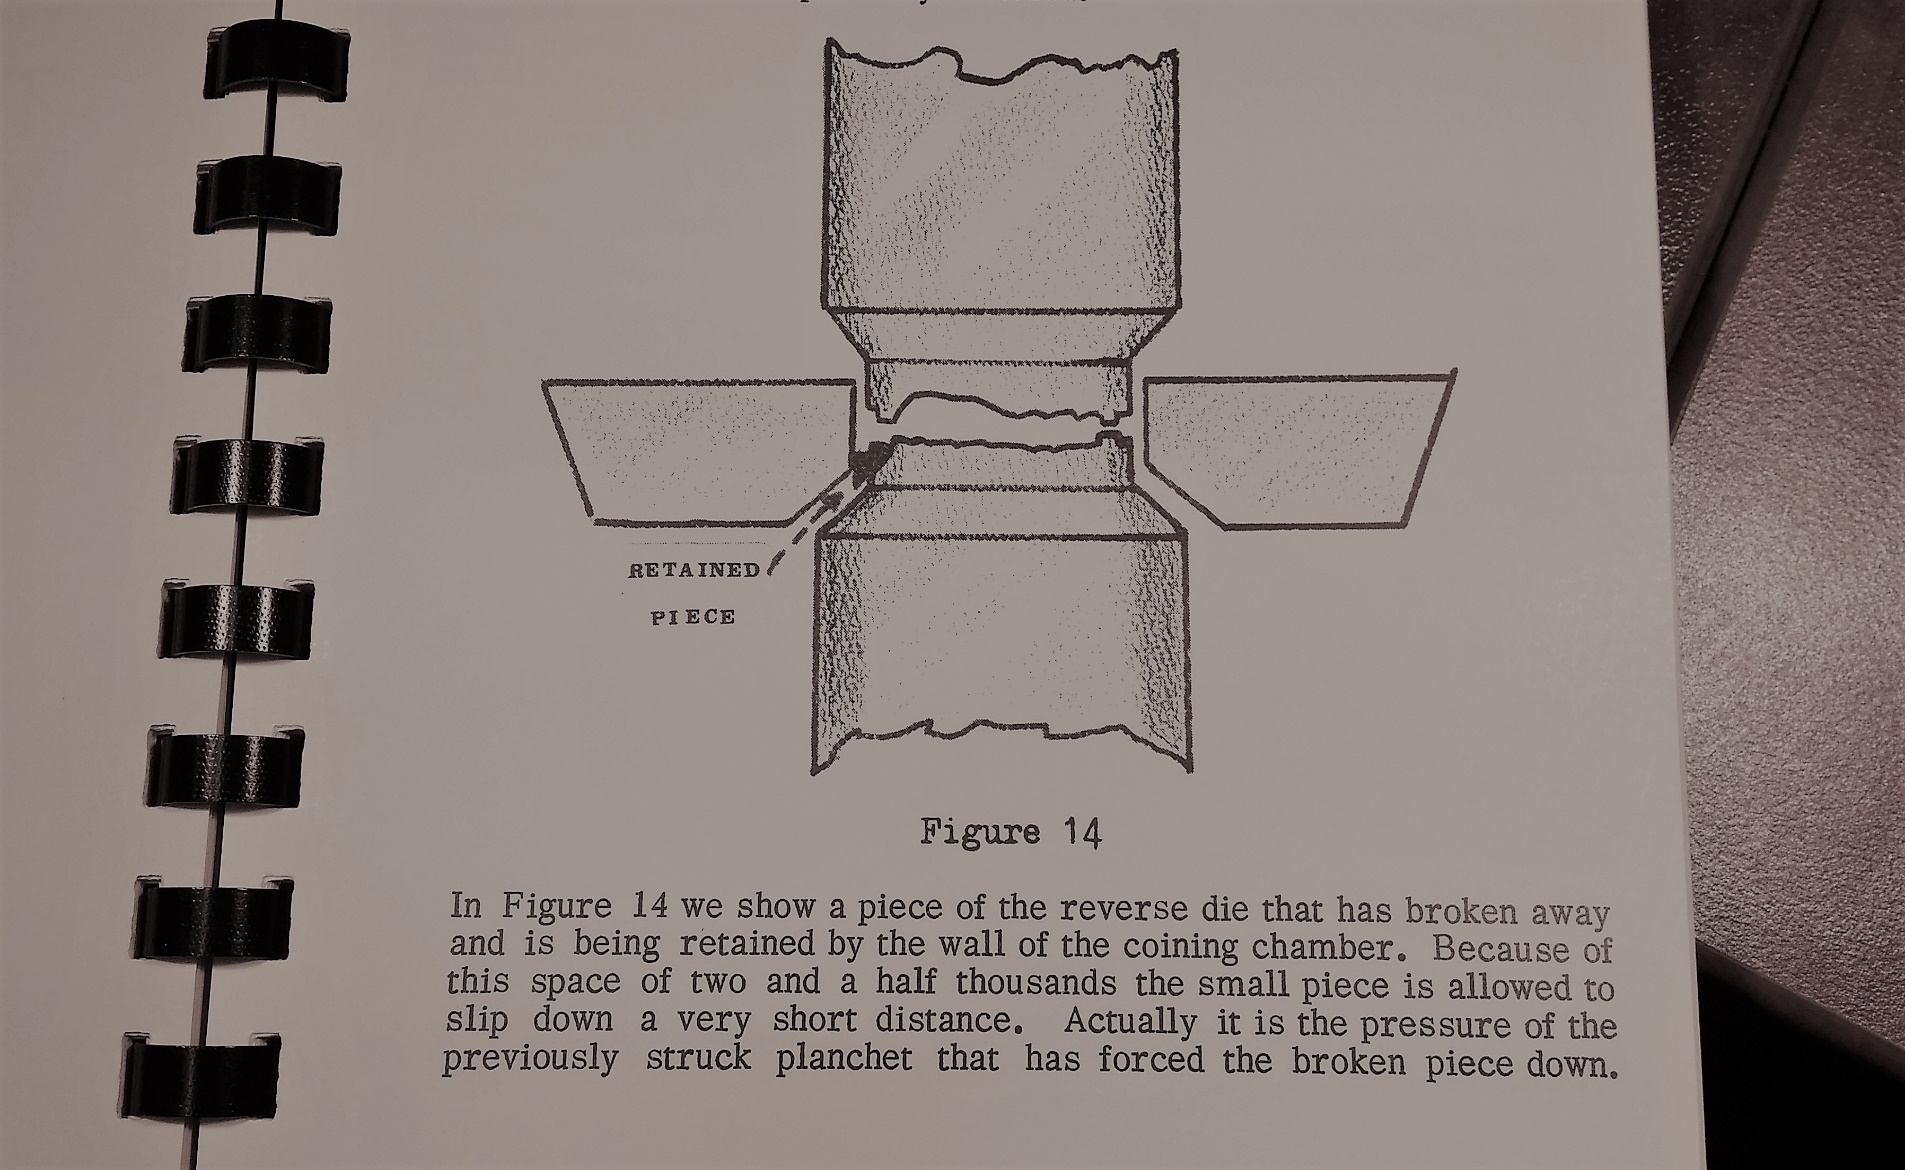 RETAINED
PIECE
Figure 14
In Figure 14 we show a piece of the reverse die that has broken away
and is being retained by the wall of the coining chamber. Because of
this space of two and a half thousands the small piece is allowed to
slip down a very short distance. Actually it is the pressure of the
previously struck planchet that has forced the broken piece down.